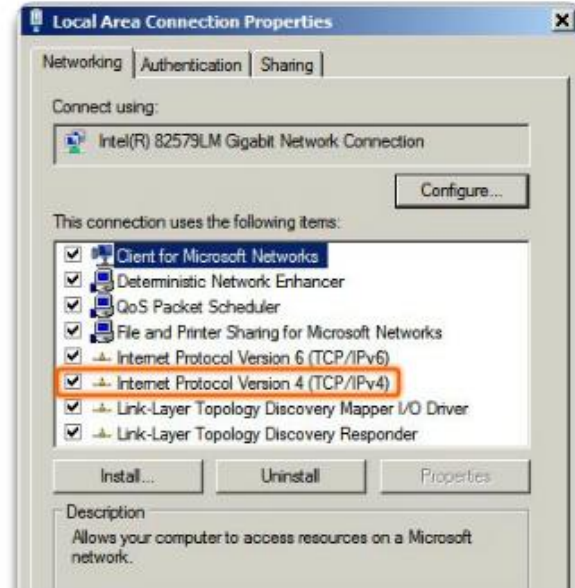 Local Area Connection Properties
Networking Authentication Sharing
Connect using:
Intel(R) 82579LM Gigabit Network Connection
Configure...
This connection uses the following items:
Client for Microsoft Networks
Deterministic Network Enhancer
QoS Packet Scheduler
File and Printer Sharing for Microsoft Networks
Internet Protocol Version 6 (TCP/IPv6)
Internet Protocol Version 4 (TCP/IPv4)
Link-Layer Topology Discovery Mapper I/O Driver
Link-Layer Topology Discovery Responder
Install... Uninstall Properties
Description
Allows your computer to access resources on a Microsoft
network.